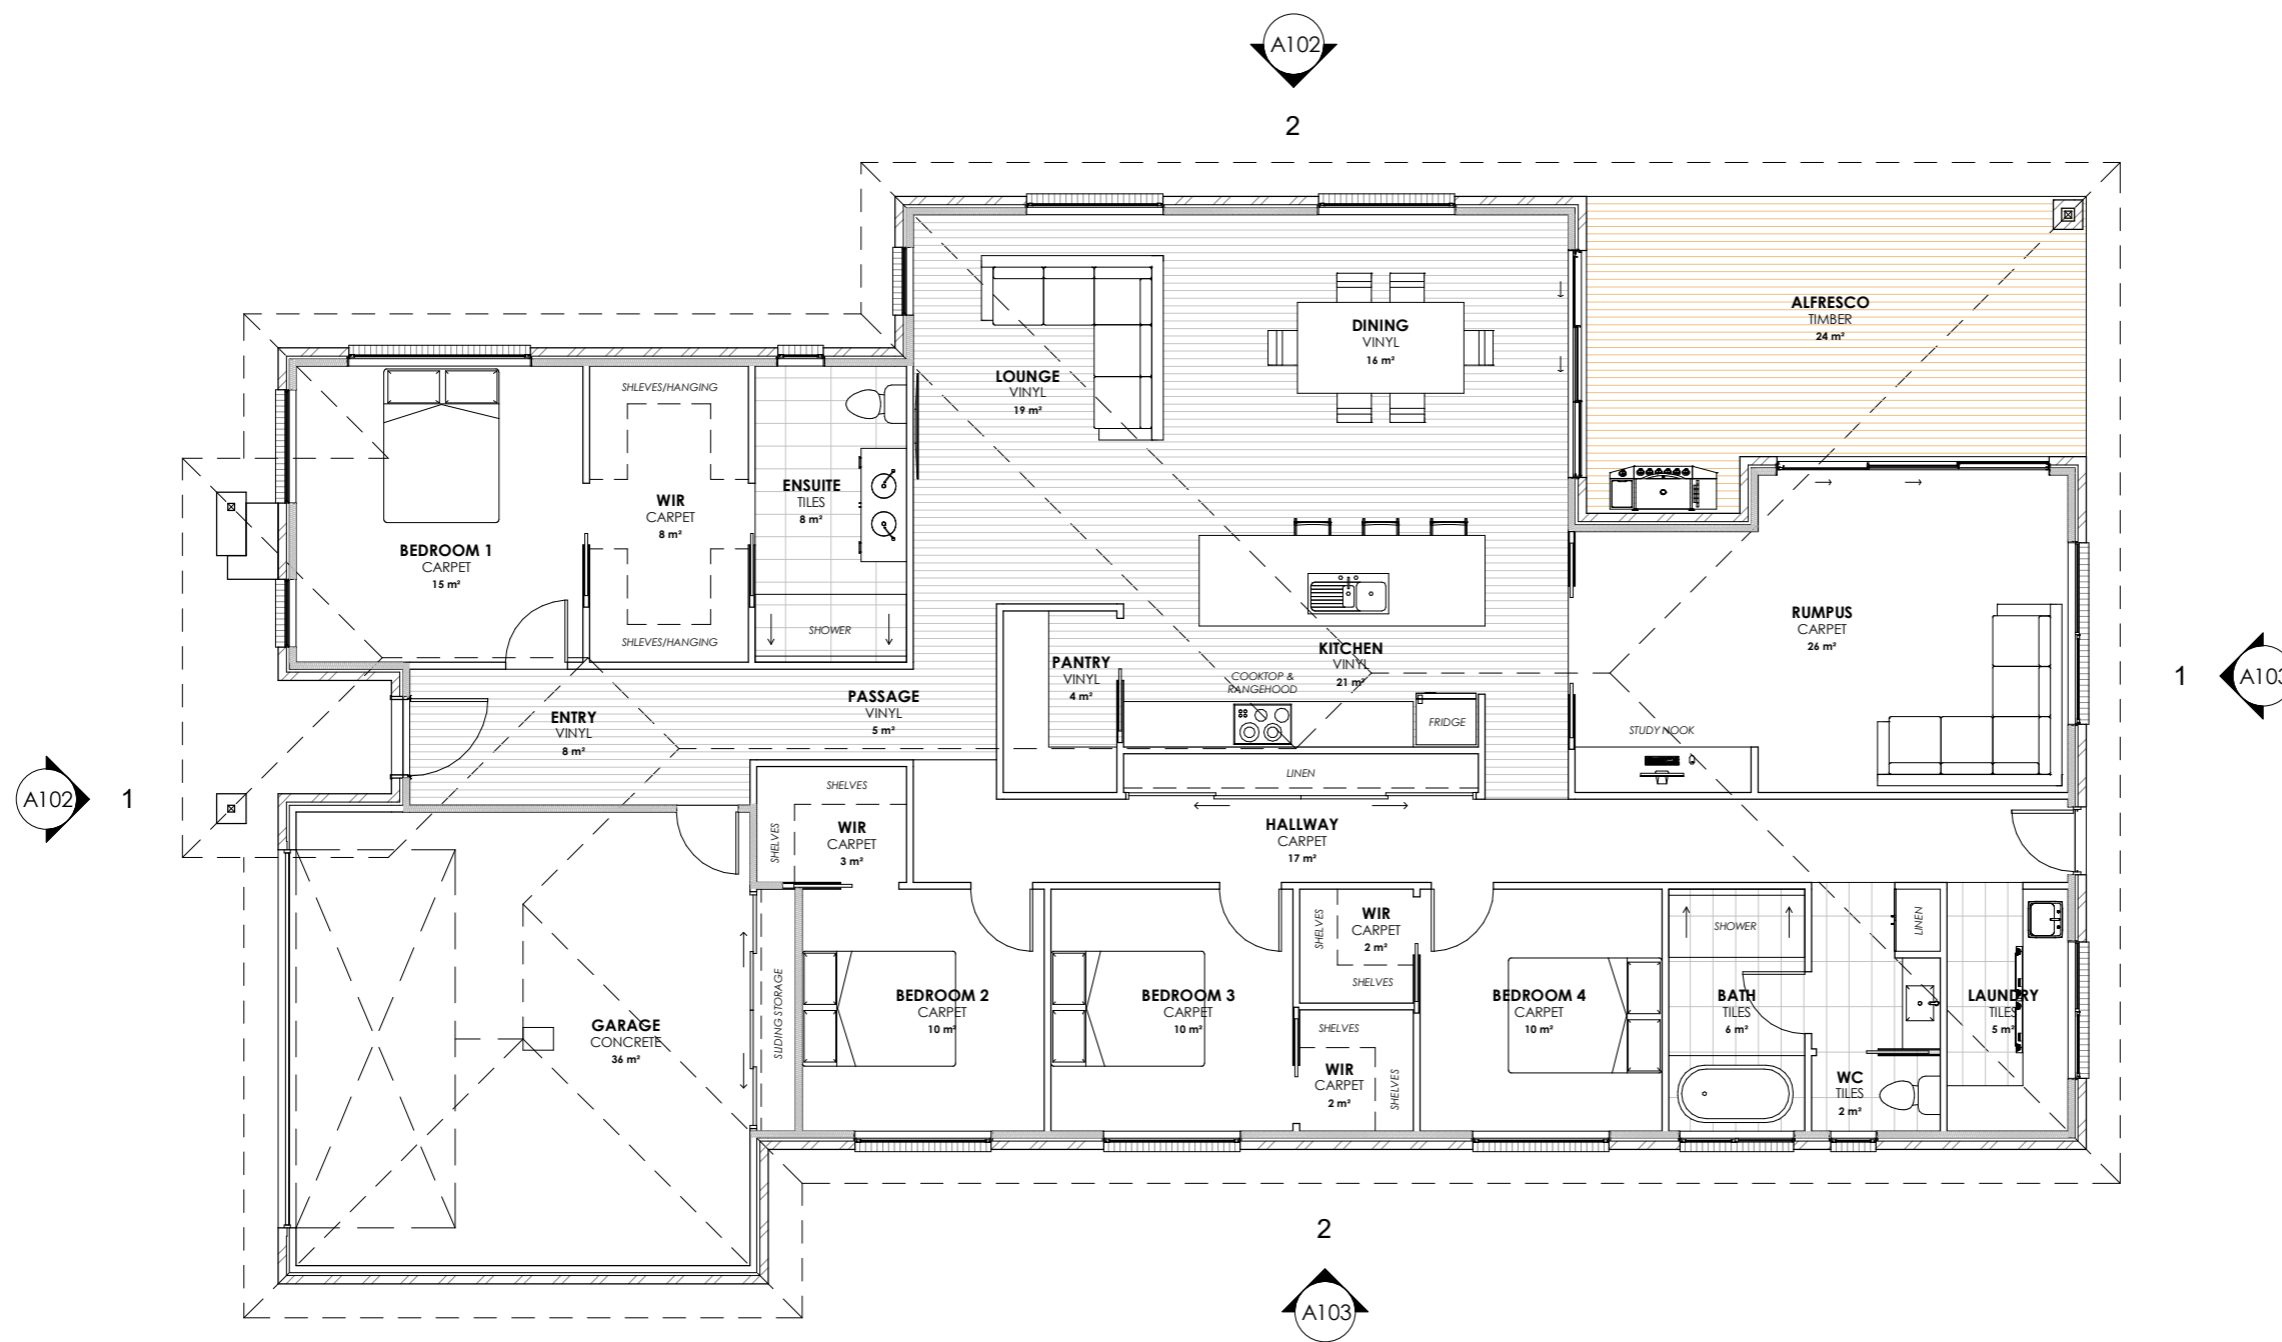 A102
2
ALFRESCO
TIMBER
24 m²
DINING
VINYL
16 m²
LOUNGE
VINYL
19 m²
SHLEVES/HANGING
WIR
CARPET
8 m²
ENSUITE
TILES
8 m²
BEDROOM 1
CARPET
15 m²
SHOWER
SHLEVES/HANGING
RUMPUS
CARPET
26 m²
KITCHEN
VINYL
21 m²
PANTRY
VINYL
4 m²
COOKTOP &
RANGEHOOD
FRIDGE
STUDY NOOK
1
A103
PASSAGE
VINYL
5 m²
ENTRY
VINYL
8 m²
LINEN
A102
1
SHELVES
SHELVES
WIR
CARPET
3 m²
HALLWAY
CARPET
17 m²
SHELVES
WIR
CARPET
2 m²
SHELVES
SHOWER
LINEN
SLIDING STORAGE
BEDROOM 2
CARPET
10 m²
BEDROOM 3
CARPET
10 m²
BEDROOM 4
CARPET
10 m²
BATH
TILES
6 m²
LAUNDRY
TILES
5 m²
GARAGE
CONCRETE
36 m²
SHELVES
WIR
CARPET
2 m²
SHELVES
WC
TILES
2 m²
2
A103